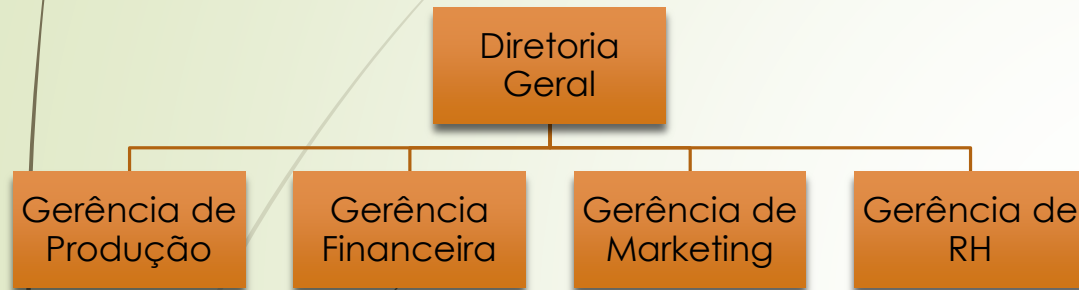 Diretoria
Geral
Gerência de
Produção
Gerência
Financeira
Gerência de
Marketing
Gerência de
RH